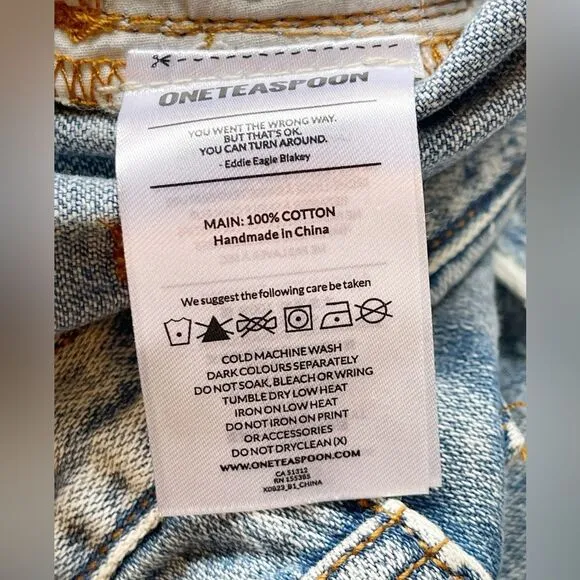 ONETEASPOON
YOU WENT THE WRONG WAY.
BUT THAT'S OK.
YOU CAN TURN AROUND.
- Eddie Eagle Blakey
MAIN: 100% COTTON
Handmade in China
We suggest the following care be taken
COLD MACHINE WASH
DARK COLOURS SEPARATELY
DO NOT SOAK, BLEACH OR WRING
TUMBLE DRY LOW HEAT
IRON ON LOW HEAT
DO NOT IRON ON PRINT
OR ACCESSORIES
DO NOT DRYCLEAN (X)
WWW.ONETEASPOON.COM
CA 51312
RN 155395
K0823_B1_CHINA